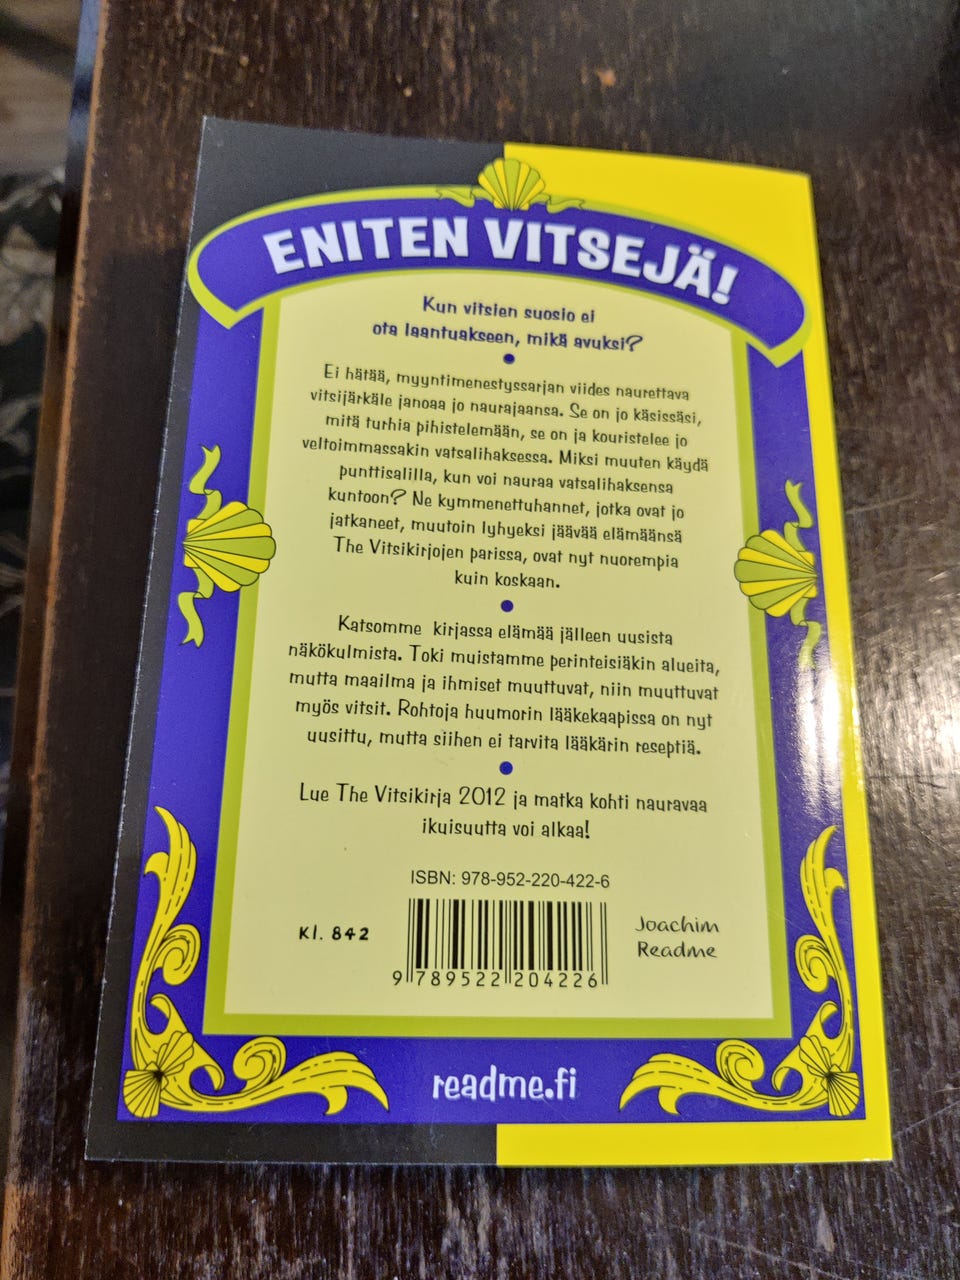 ENITEN VITSEJÄ!
Kun vitsien suosio ei
ota laantuakseen, mikä avuksi?
Ei hätää, myyntimenestyssarjan viides naurettava
vitsijärkäle janoaa jo naurajaansa. Se on jo käsissäsi,
mitä turhia pihistelemään, se on ja kouristelee jo
veltoimmassakin vatsalihaksessa. Miksi muuten käydä
punttisalilla, kun voi nauraa vatsalihaksensa
kuntoon? Ne kymmenettuhannet, jotka ovat jo
jatkaneet, muutoin lyhyeksi jäävää elämäänsä
The Vitsikirjojen parissa, ovat nyt nuorempia
kuin koskaan.
Katsomme kirjassa elämää jälleen uusista
näkökulmista. Toki muistamme perinteisiäkin alueita,
mutta maailma ja ihmiset muuttuvat, niin muuttuvat
myös vitsit. Rohtoja huumorin lääkekaapissa on nyt
uusittu, mutta siihen ei tarvita lääkärin reseptiä.
Lue The Vitsikirja 2012 ja matka kohti nauravaa
ikuisuutta voi alkaa!
ISBN: 978-952-220-422-6
Kl. 842
Joachim
Readme
9 789522 204226
readme.fi